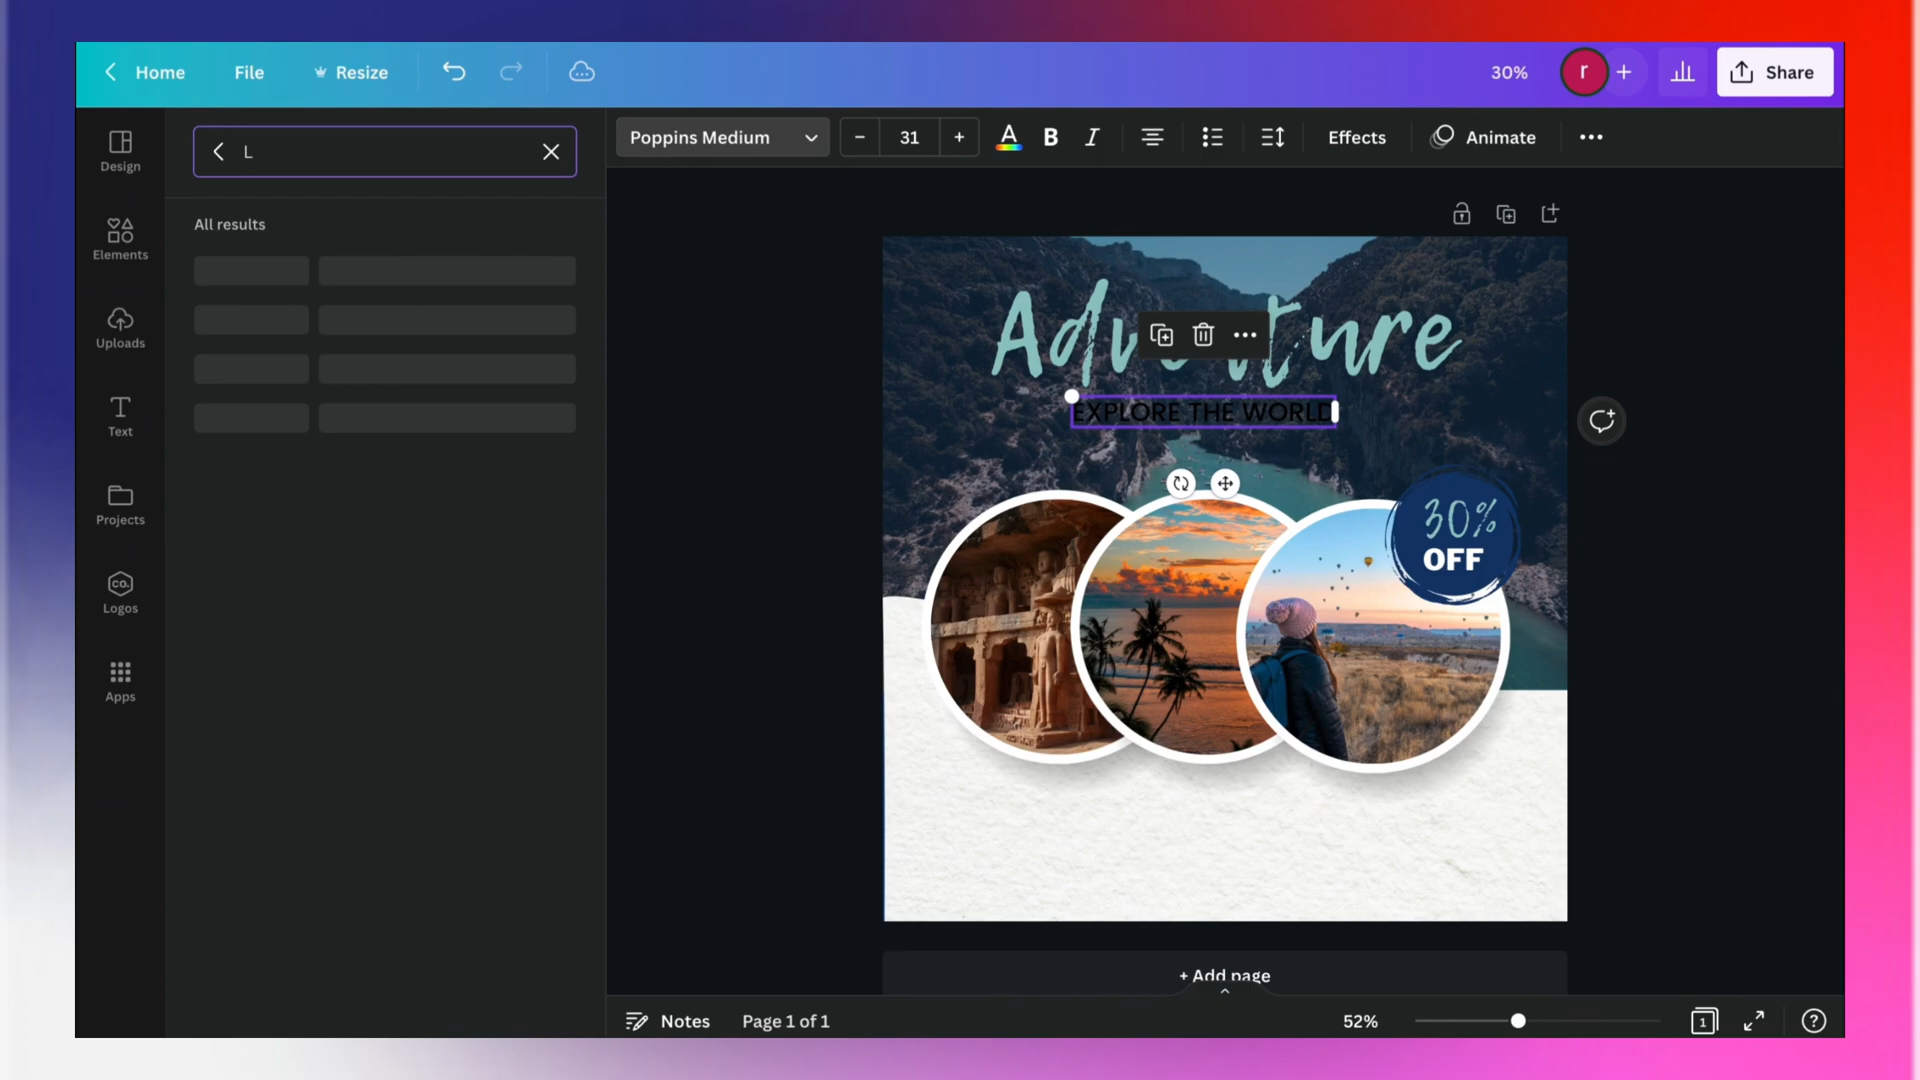 Home File Resize 30% r + Share
L
Poppins Medium − 31 + A B I Effects Animate
Design
All results
Elements
Uploads
Text
Projects
CO.
Logos
Apps
Adventure
EXPLORE THE WORLD
30%
OFF
+ Add page
Notes Page 1 of 1 52% 1 ?